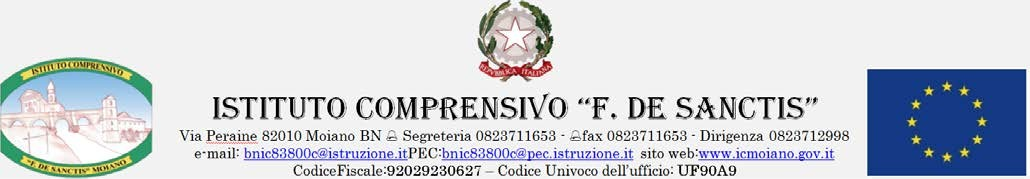 ISTITUTO COMPRENSIVO
"F. DE SANCTIS" MOIANO
REPVBBLICA ITALIANA
ISTITUTO COMPRENSIVO “F. DE SANCTIS”
Via Peraine 82010 Moiano BN 🕭 Segreteria 0823711653 - 🕭fax 0823711653 - Dirigenza 0823712998
e-mail: bnic83800c@istruzione.itPEC:bnic83800c@pec.istruzione.it sito web:www.icmoiano.gov.it
CodiceFiscale:92029230627 – Codice Univoco dell’ufficio: UF90A9